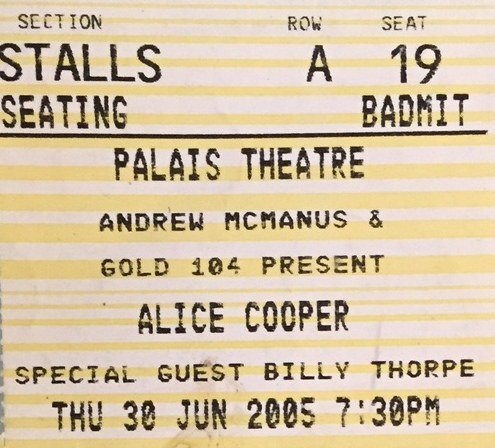 SECTION ROW SEAT
STALLS A 19
SEATING BADMIT
PALAIS THEATRE
ANDREW MCMANUS &
GOLD 104 PRESENT
ALICE COOPER
SPECIAL GUEST BILLY THORPE
THU 30 JUN 2005 7:30PM